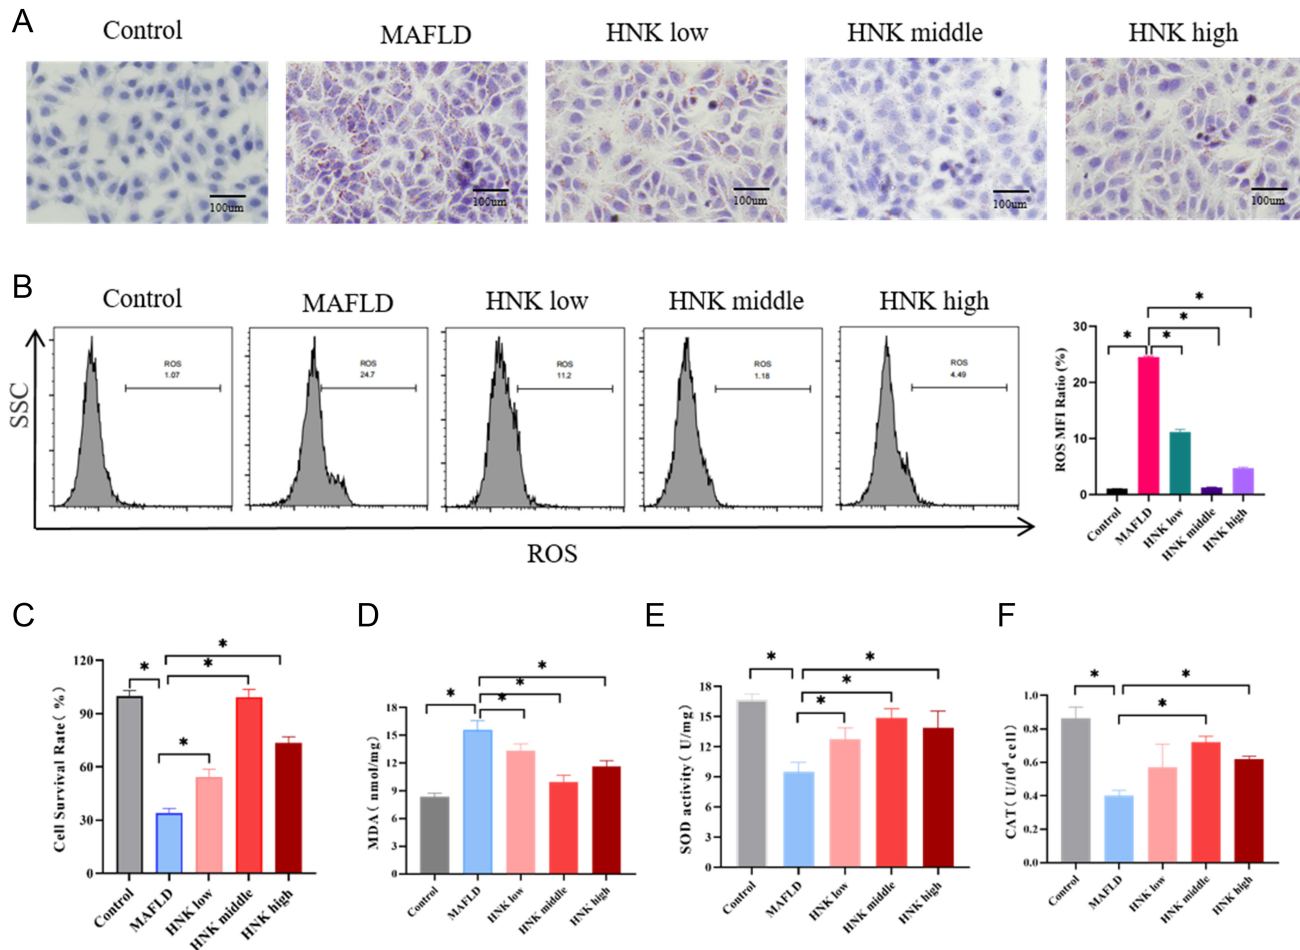 A
Control
MAFLD
HNK low
HNK middle
HNK high
100um
100um
100um
100um
100um
B
Control
MAFLD
HNK low
HNK middle
HNK high
SSC
ROS
1.07
ROS
24.7
ROS
11.2
ROS
1.18
ROS
4.49
ROS
*
*
*
*
ROS MFI Ratio (%)
30
20
10
0
Control
MAFLD
HNK low
HNK middle
HNK high
C
*
*
*
*
Cell Survival Rate( %)
120
90
60
30
0
Control
MAFLD
HNK low
HNK middle
HNK high
D
*
*
*
*
MDA( nmol/mg)
18
15
12
9
6
3
0
Control
MAFLD
HNK low
HNK middle
HNK high
E
*
*
*
*
SOD activity( U/mg)
18
15
12
9
6
3
0
Control
MAFLD
HNK low
HNK middle
HNK high
F
*
*
*
CAT( U/10⁴ cell)
1.0
0.8
0.6
0.4
0.2
0.0
Control
MAFLD
HNK low
HNK middle
HNK high